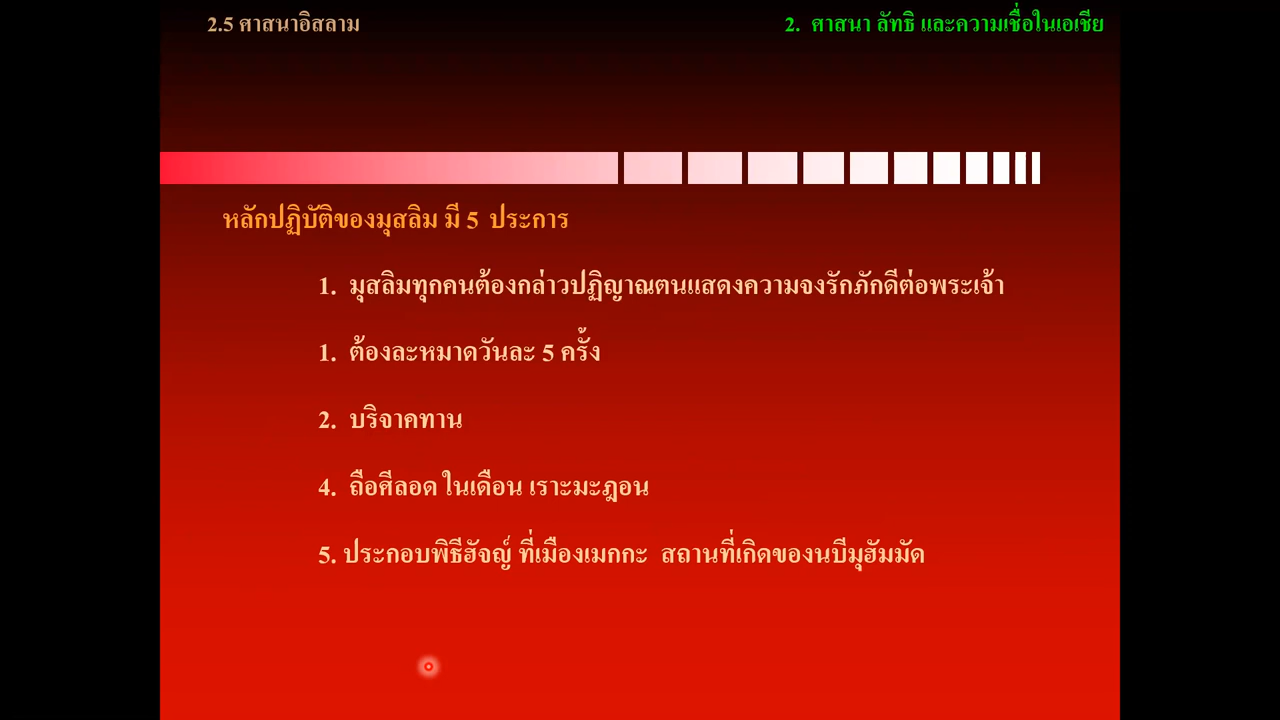 2.5 ศาสนาอิสลาม
2. ศาสนา ลัทธิ และความเชื่อในเอเชีย
หลักปฏิบัติของมุสลิม มี 5 ประการ
1. มุสลิมทุกคนต้องกล่าวปฏิญาณตนแสดงความจงรักภักดีต่อพระเจ้า
1. ต้องละหมาดวันละ 5 ครั้ง
2. บริจาคทาน
4. ถือศีลอด ในเดือน เราะมะฎอน
5. ประกอบพิธีฮัจญ์ ที่เมืองเมกกะ สถานที่เกิดของนบีมุฮัมมัด